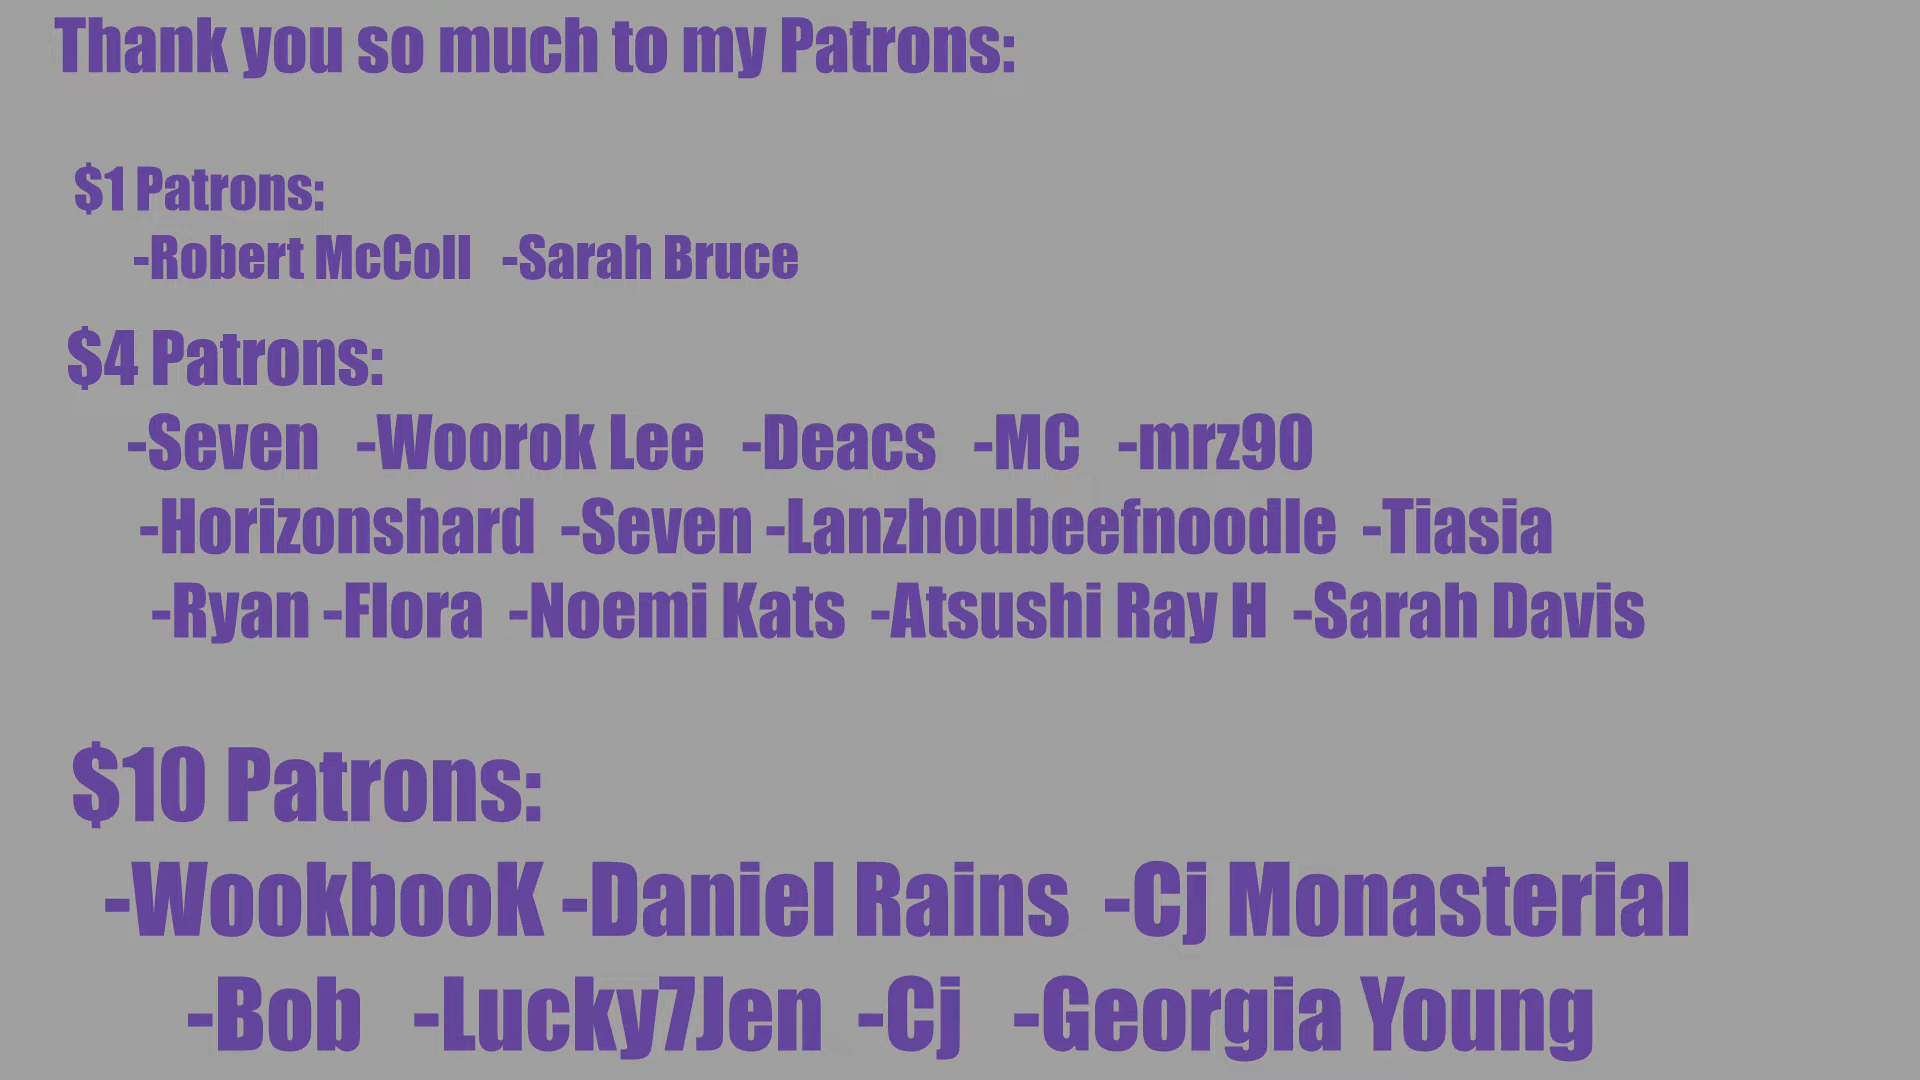 Thank you so much to my Patrons:
$1 Patrons:
-Robert McColl -Sarah Bruce
$4 Patrons:
-Seven -Woorok Lee -Deacs -MC -mrz90
-Horizonshard -Seven -Lanzhoubeefnoodle -Tiasia
-Ryan -Flora -Noemi Kats -Atsushi Ray H -Sarah Davis
$10 Patrons:
-WookbooK -Daniel Rains -Cj Monasterial
-Bob -Lucky7Jen -Cj -Georgia Young